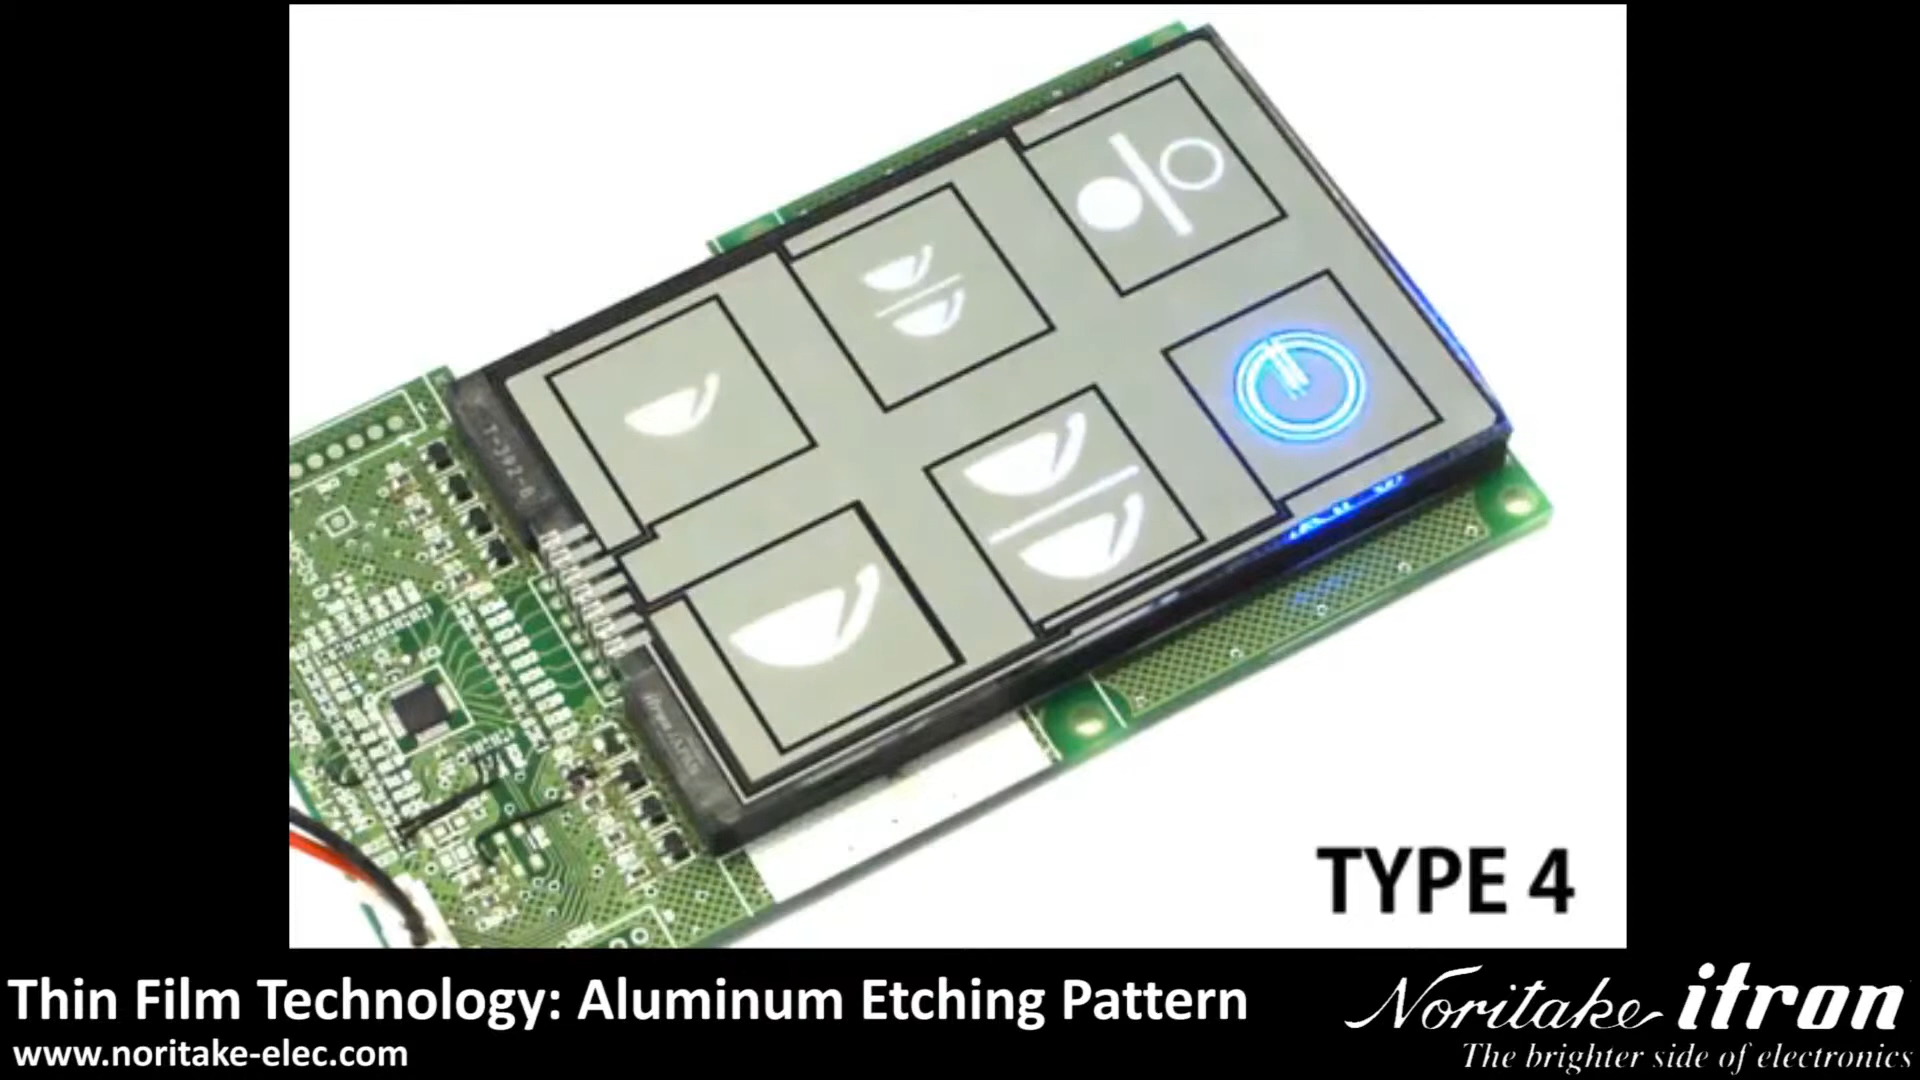 T-392-B
TYPE 4
Thin Film Technology: Aluminum Etching Pattern
www.noritake-elec.com
Noritake itron
The brighter side of electronics